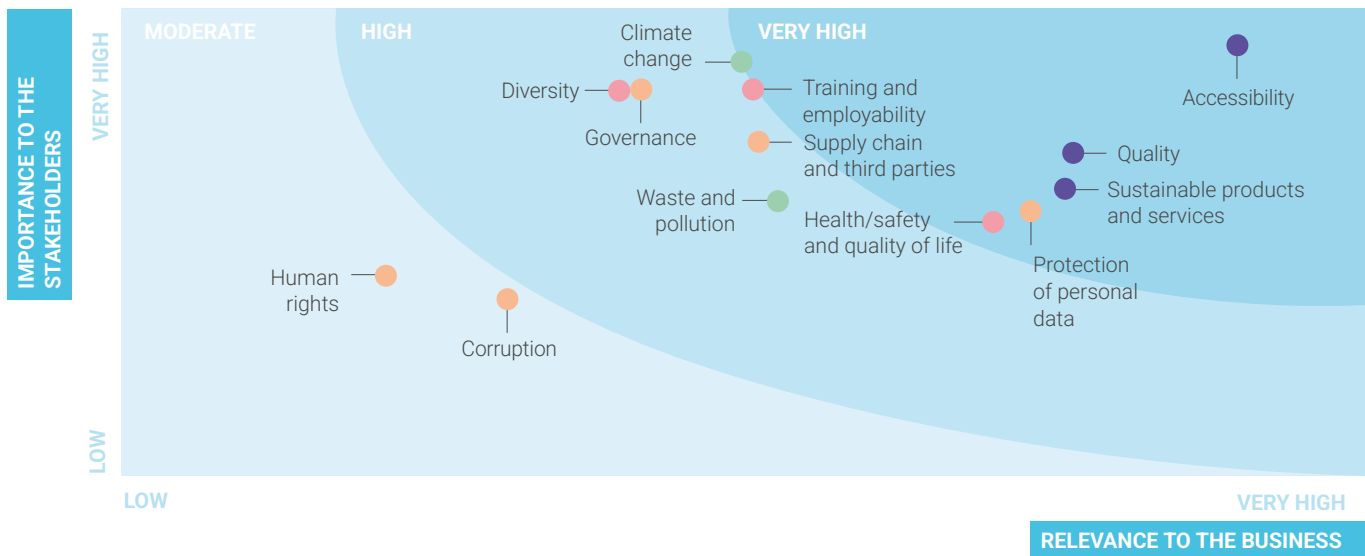 IMPORTANCE TO THE
STAKEHOLDERS
VERY HIGH
LOW
MODERATE
HIGH
VERY HIGH
Climate
change
Diversity
Governance
Training and
employability
Supply chain
and third parties
Accessibility
Quality
Sustainable products
and services
Waste and
pollution
Health/safety
and quality of life
Protection
of personal
data
Human
rights
Corruption
LOW
VERY HIGH
RELEVANCE TO THE BUSINESS